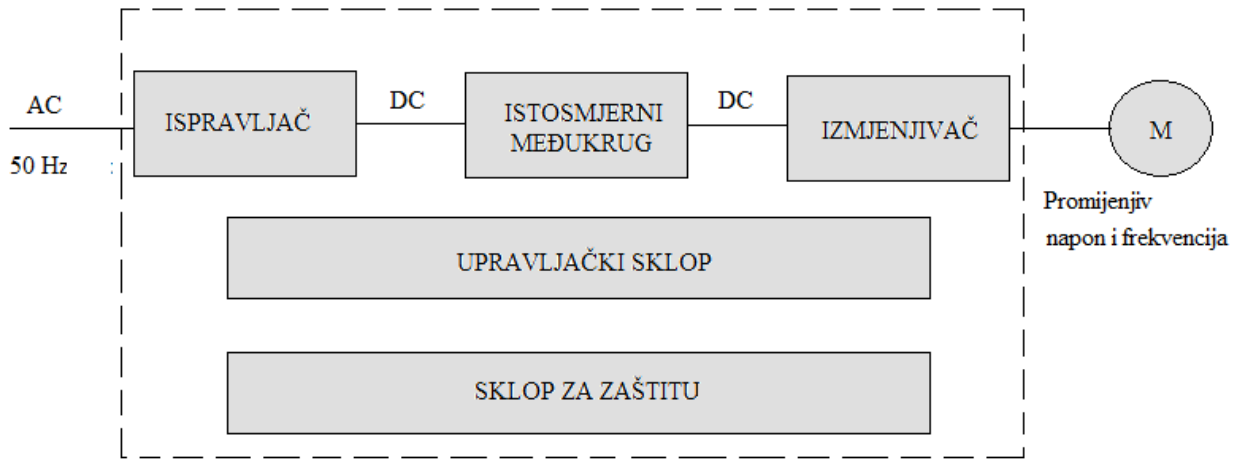 AC
50 Hz :
ISPRAVLJAČ
DC
ISTOSMJERNI
MEĐUKRUG
DC
IZMJENJIVAČ
M
Promijenjiv
napon i frekvencija
UPRAVLJAČKI SKLOP
SKLOP ZA ZAŠTITU